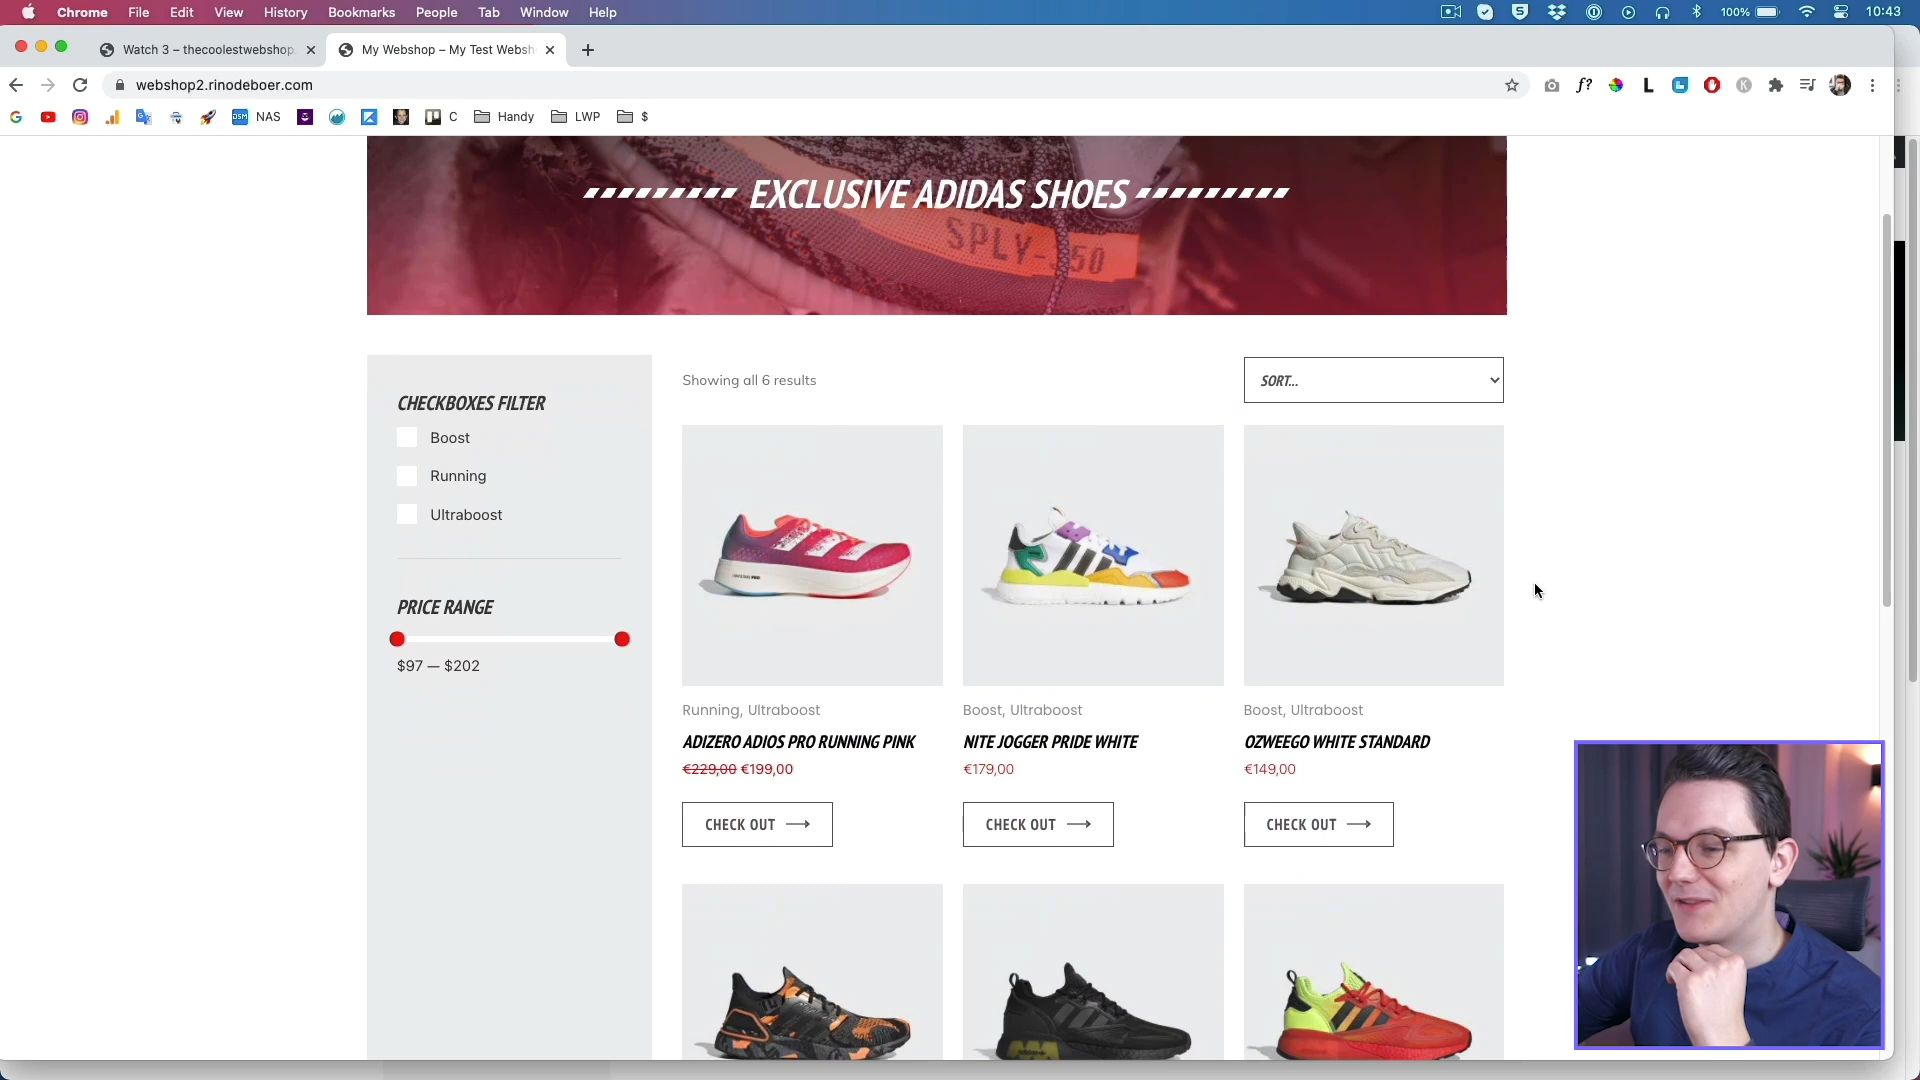 Chrome File Edit View History Bookmarks People Tab Window Help 100% 10:43
Watch 3 – thecoolestwebshop. My Webshop – My Test Websh
webshop2.rinodeboer.com
NAS C Handy LWP $
EXCLUSIVE ADIDAS SHOES
CHECKBOXES FILTER
Boost
Running
Ultraboost
PRICE RANGE
$97 — $202
Showing all 6 results
SORT...
Running, Ultraboost
ADIZERO ADIOS PRO RUNNING PINK
€229,00 €199,00
CHECK OUT
Boost, Ultraboost
NITE JOGGER PRIDE WHITE
€179,00
CHECK OUT
Boost, Ultraboost
OZWEEGO WHITE STANDARD
€149,00
CHECK OUT